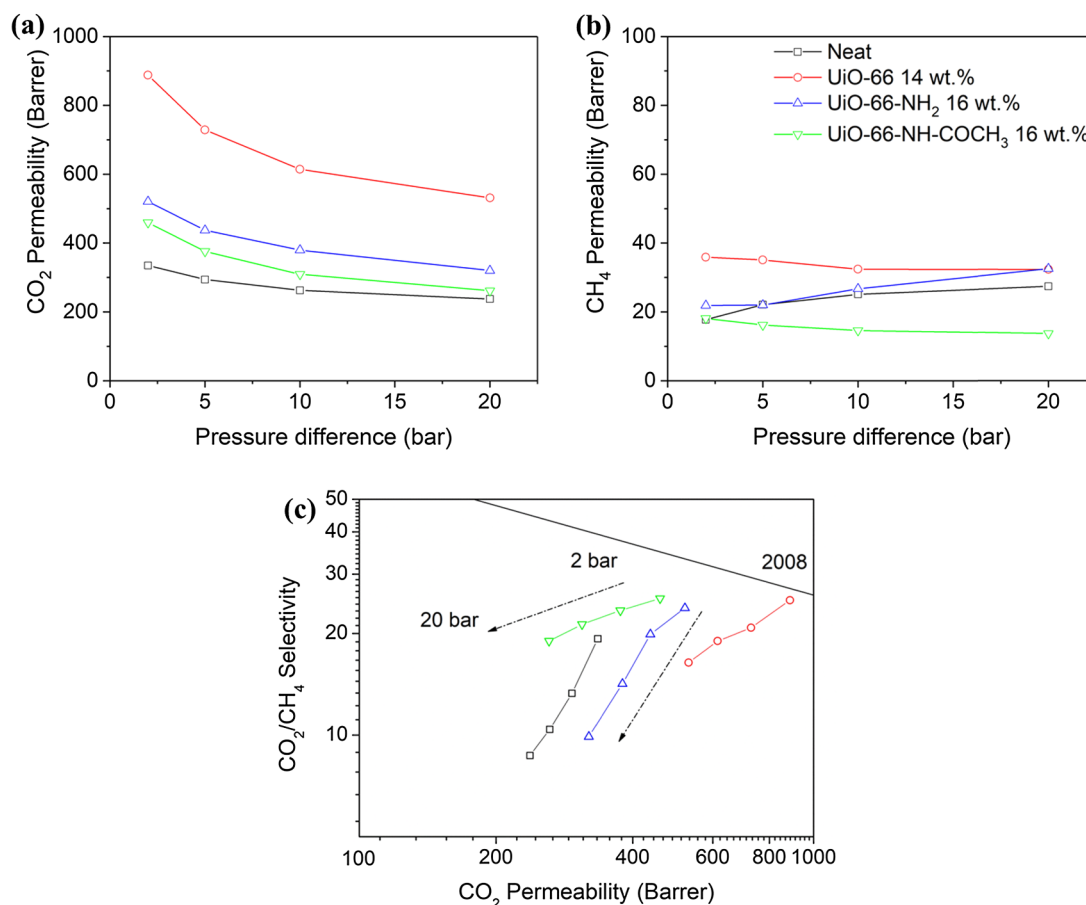 (a)
CO2 Permeability (Barrer)
1000
800
600
400
200
0
0 5 10 15 20
Pressure difference (bar)
(b)
CH4 Permeability (Barrer)
100
80
60
40
20
0
Neat
UiO-66 14 wt.%
UiO-66-NH2 16 wt.%
UiO-66-NH-COCH3 16 wt.%
0 5 10 15 20
Pressure difference (bar)
(c)
CO2/CH4 Selectivity
50
30
20
10
2 bar
20 bar
2008
100 200 400 600 800 1000
CO2 Permeability (Barrer)